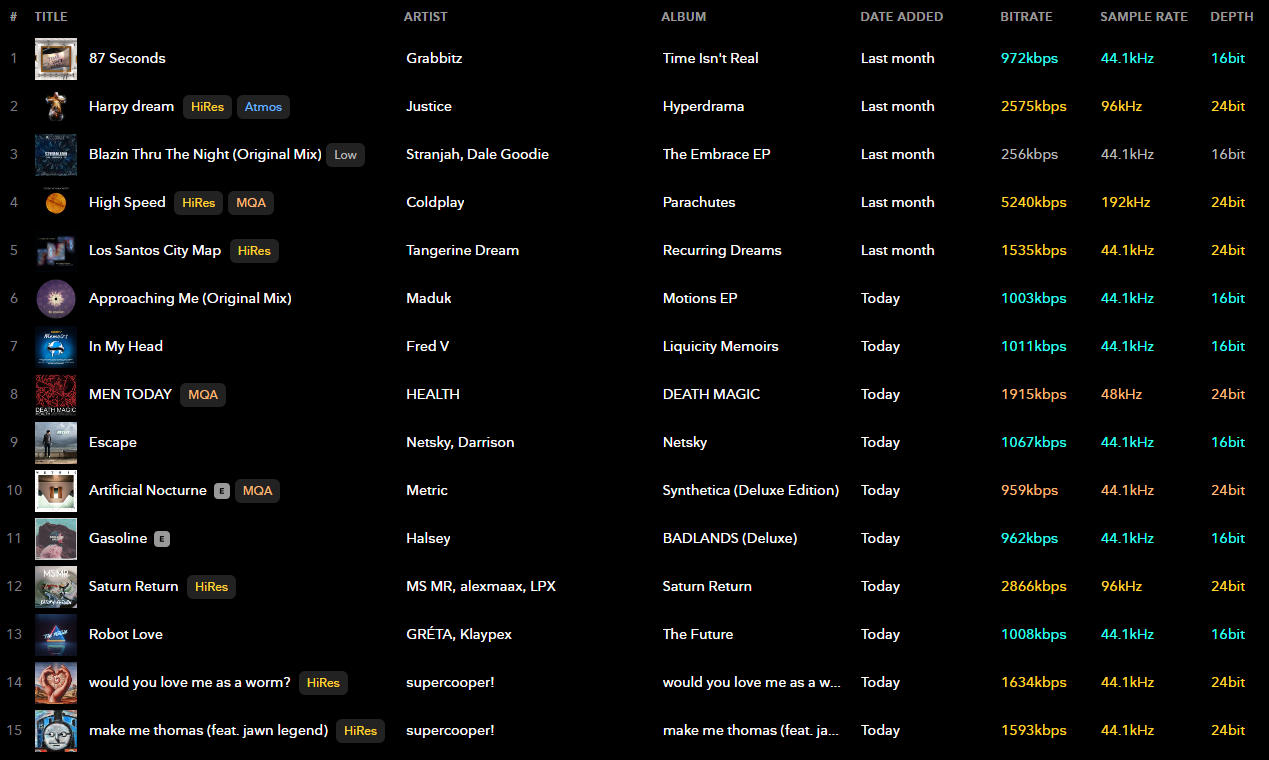 # TITLE ARTIST ALBUM DATE ADDED BITRATE SAMPLE RATE DEPTH
1 87 Seconds Grabbitz Time Isn't Real Last month 972kbps 44.1kHz 16bit
2 Harpy dream HiRes Atmos Justice Hyperdrama Last month 2575kbps 96kHz 24bit
3 Blazin Thru The Night (Original Mix) Low Stranjah, Dale Goodie The Embrace EP Last month 256kbps 44.1kHz 16bit
4 High Speed HiRes MQA Coldplay Parachutes Last month 5240kbps 192kHz 24bit
5 Los Santos City Map HiRes Tangerine Dream Recurring Dreams Last month 1535kbps 44.1kHz 24bit
6 Approaching Me (Original Mix) Maduk Motions EP Today 1003kbps 44.1kHz 16bit
7 In My Head Fred V Liquicity Memoirs Today 1011kbps 44.1kHz 16bit
8 MEN TODAY MQA HEALTH DEATH MAGIC Today 1915kbps 48kHz 24bit
9 Escape Netsky, Darrison Netsky Today 1067kbps 44.1kHz 16bit
10 Artificial Nocturne E MQA Metric Synthetica (Deluxe Edition) Today 959kbps 44.1kHz 24bit
11 Gasoline E Halsey BADLANDS (Deluxe) Today 962kbps 44.1kHz 16bit
12 Saturn Return HiRes MS MR, alexmaax, LPX Saturn Return Today 2866kbps 96kHz 24bit
13 Robot Love GRÉTA, Klaypex The Future Today 1008kbps 44.1kHz 16bit
14 would you love me as a worm? HiRes supercooper! would you love me as a w... Today 1634kbps 44.1kHz 24bit
15 make me thomas (feat. jawn legend) HiRes supercooper! make me thomas (feat. ja... Today 1593kbps 44.1kHz 24bit